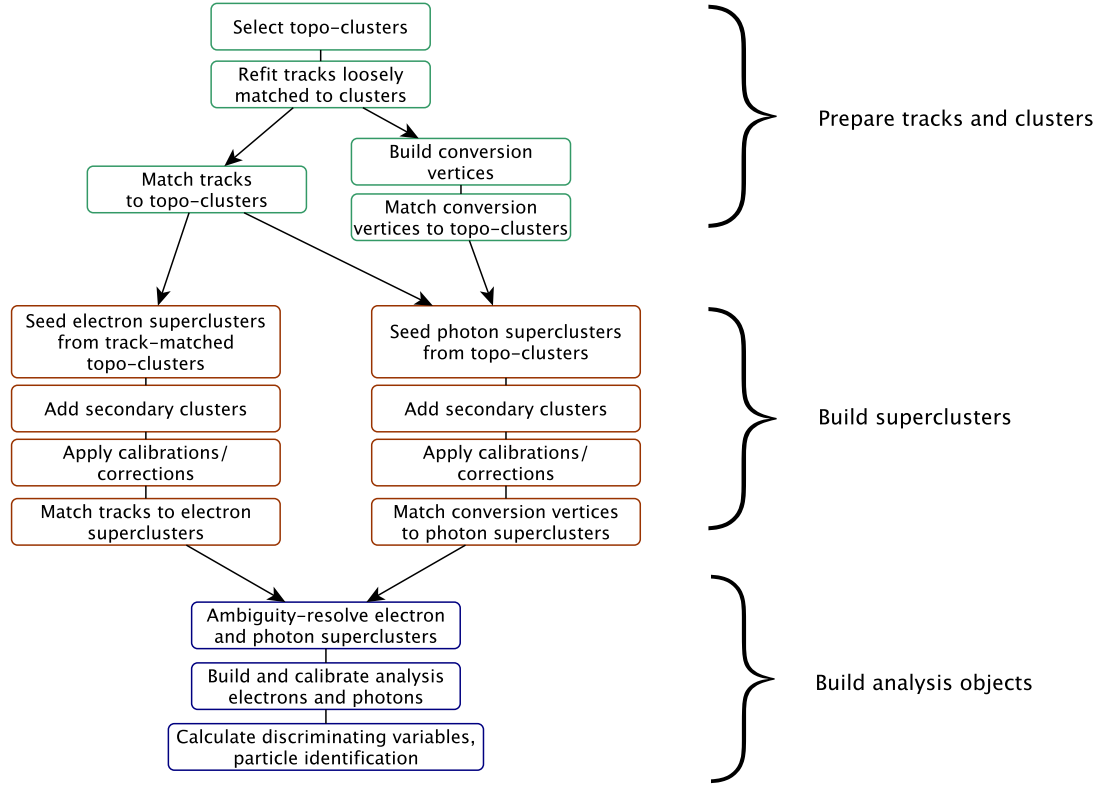 Select topo-clusters
Refit tracks loosely
matched to clusters
Build conversion
vertices
Match tracks
to topo-clusters
Match conversion
vertices to topo-clusters
Prepare tracks and clusters
Seed electron superclusters
from track-matched
topo-clusters
Add secondary clusters
Apply calibrations/
corrections
Match tracks to electron
superclusters
Seed photon superclusters
from topo-clusters
Add secondary clusters
Apply calibrations/
corrections
Match conversion vertices
to photon superclusters
Build superclusters
Ambiguity-resolve electron
and photon superclusters
Build and calibrate analysis
electrons and photons
Calculate discriminating variables,
particle identification
Build analysis objects